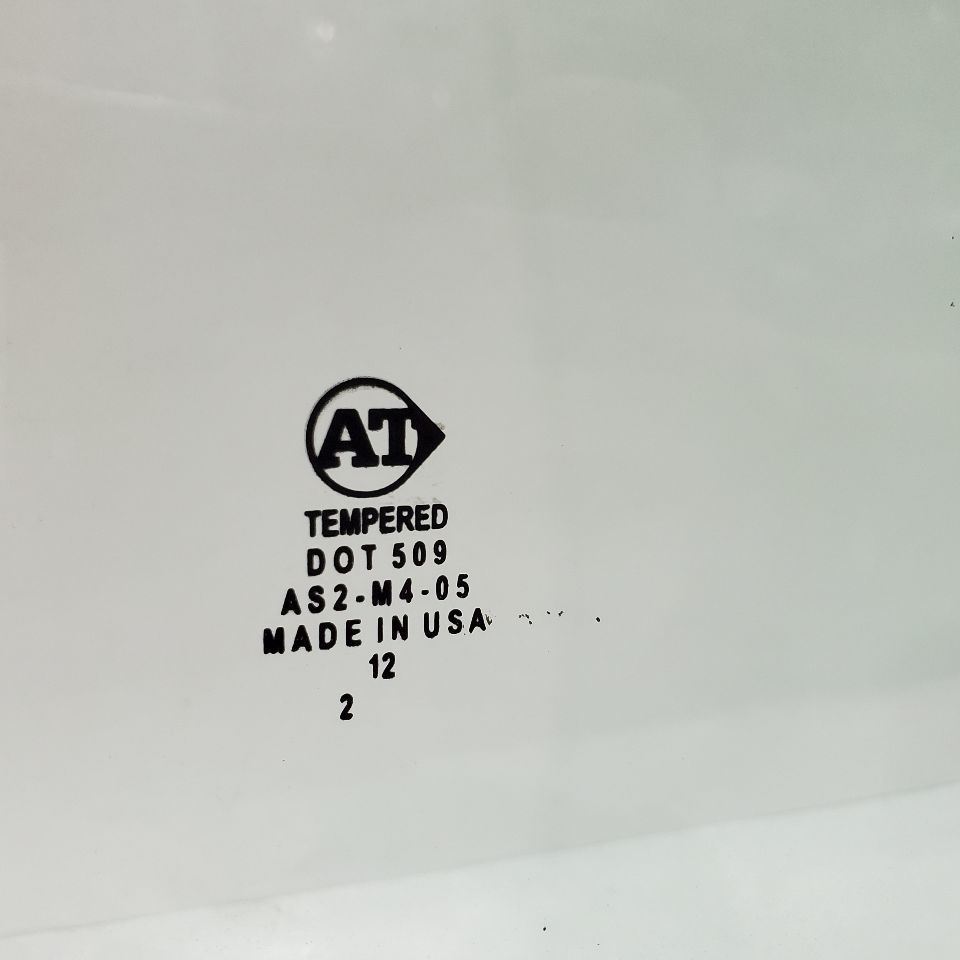 AT
TEMPERED
DOT 509
AS2-M4-05
MADE IN USA
12
2